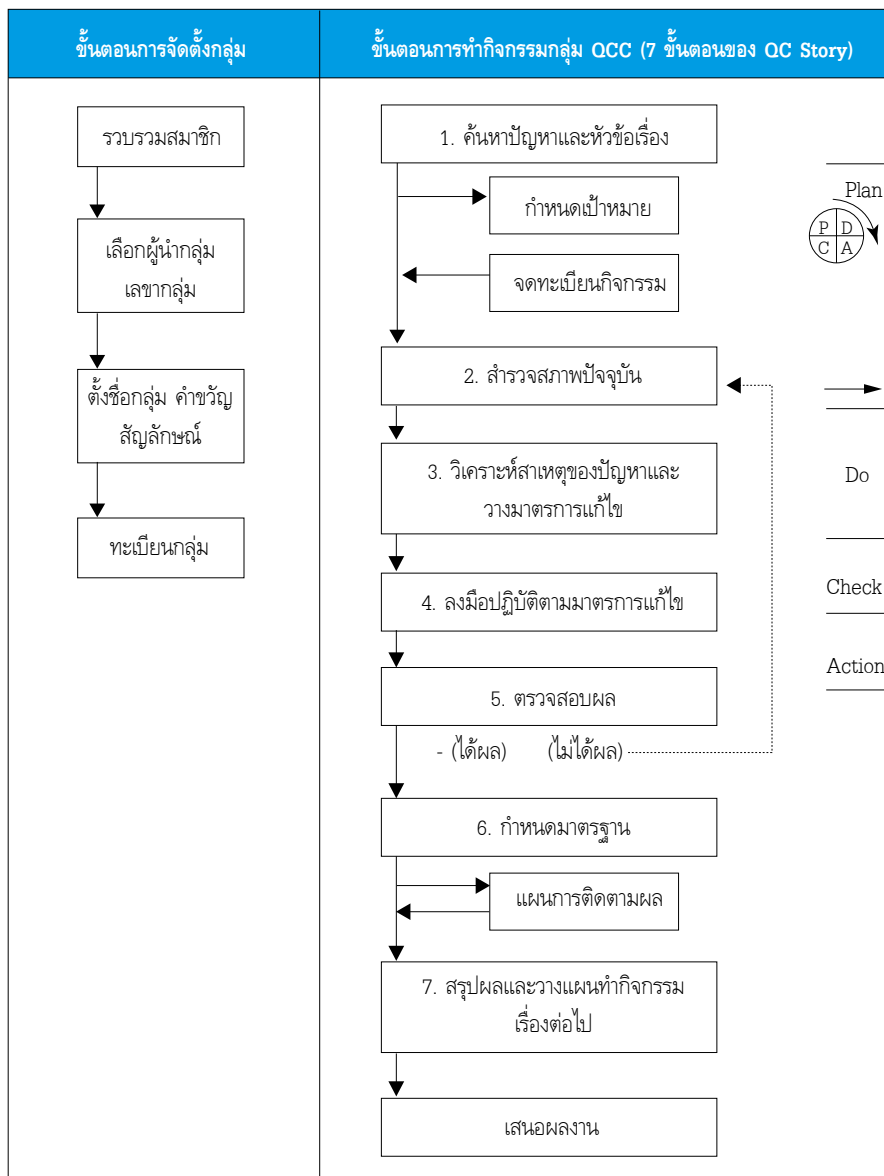 ขั้นตอนการจัดตั้งกลุ่ม
ขั้นตอนการทำกิจกรรมกลุ่ม QCC (7 ขั้นตอนของ QC Story)
รวบรวมสมาชิก
เลือกผู้นำกลุ่ม
เลขากลุ่ม
ตั้งชื่อกลุ่ม คำขวัญ
สัญลักษณ์
ทะเบียนกลุ่ม
1. ค้นหาปัญหาและหัวข้อเรื่อง
กำหนดเป้าหมาย
จดทะเบียนกิจกรรม
2. สำรวจสภาพปัจจุบัน
3. วิเคราะห์สาเหตุของปัญหาและ
วางมาตรการแก้ไข
4. ลงมือปฏิบัติตามมาตรการแก้ไข
5. ตรวจสอบผล
- (ได้ผล) (ไม่ได้ผล)
6. กำหนดมาตรฐาน
แผนการติดตามผล
7. สรุปผลและวางแผนทำกิจกรรม
เรื่องต่อไป
เสนอผลงาน
Plan
P D
C A
Do
Check
Action